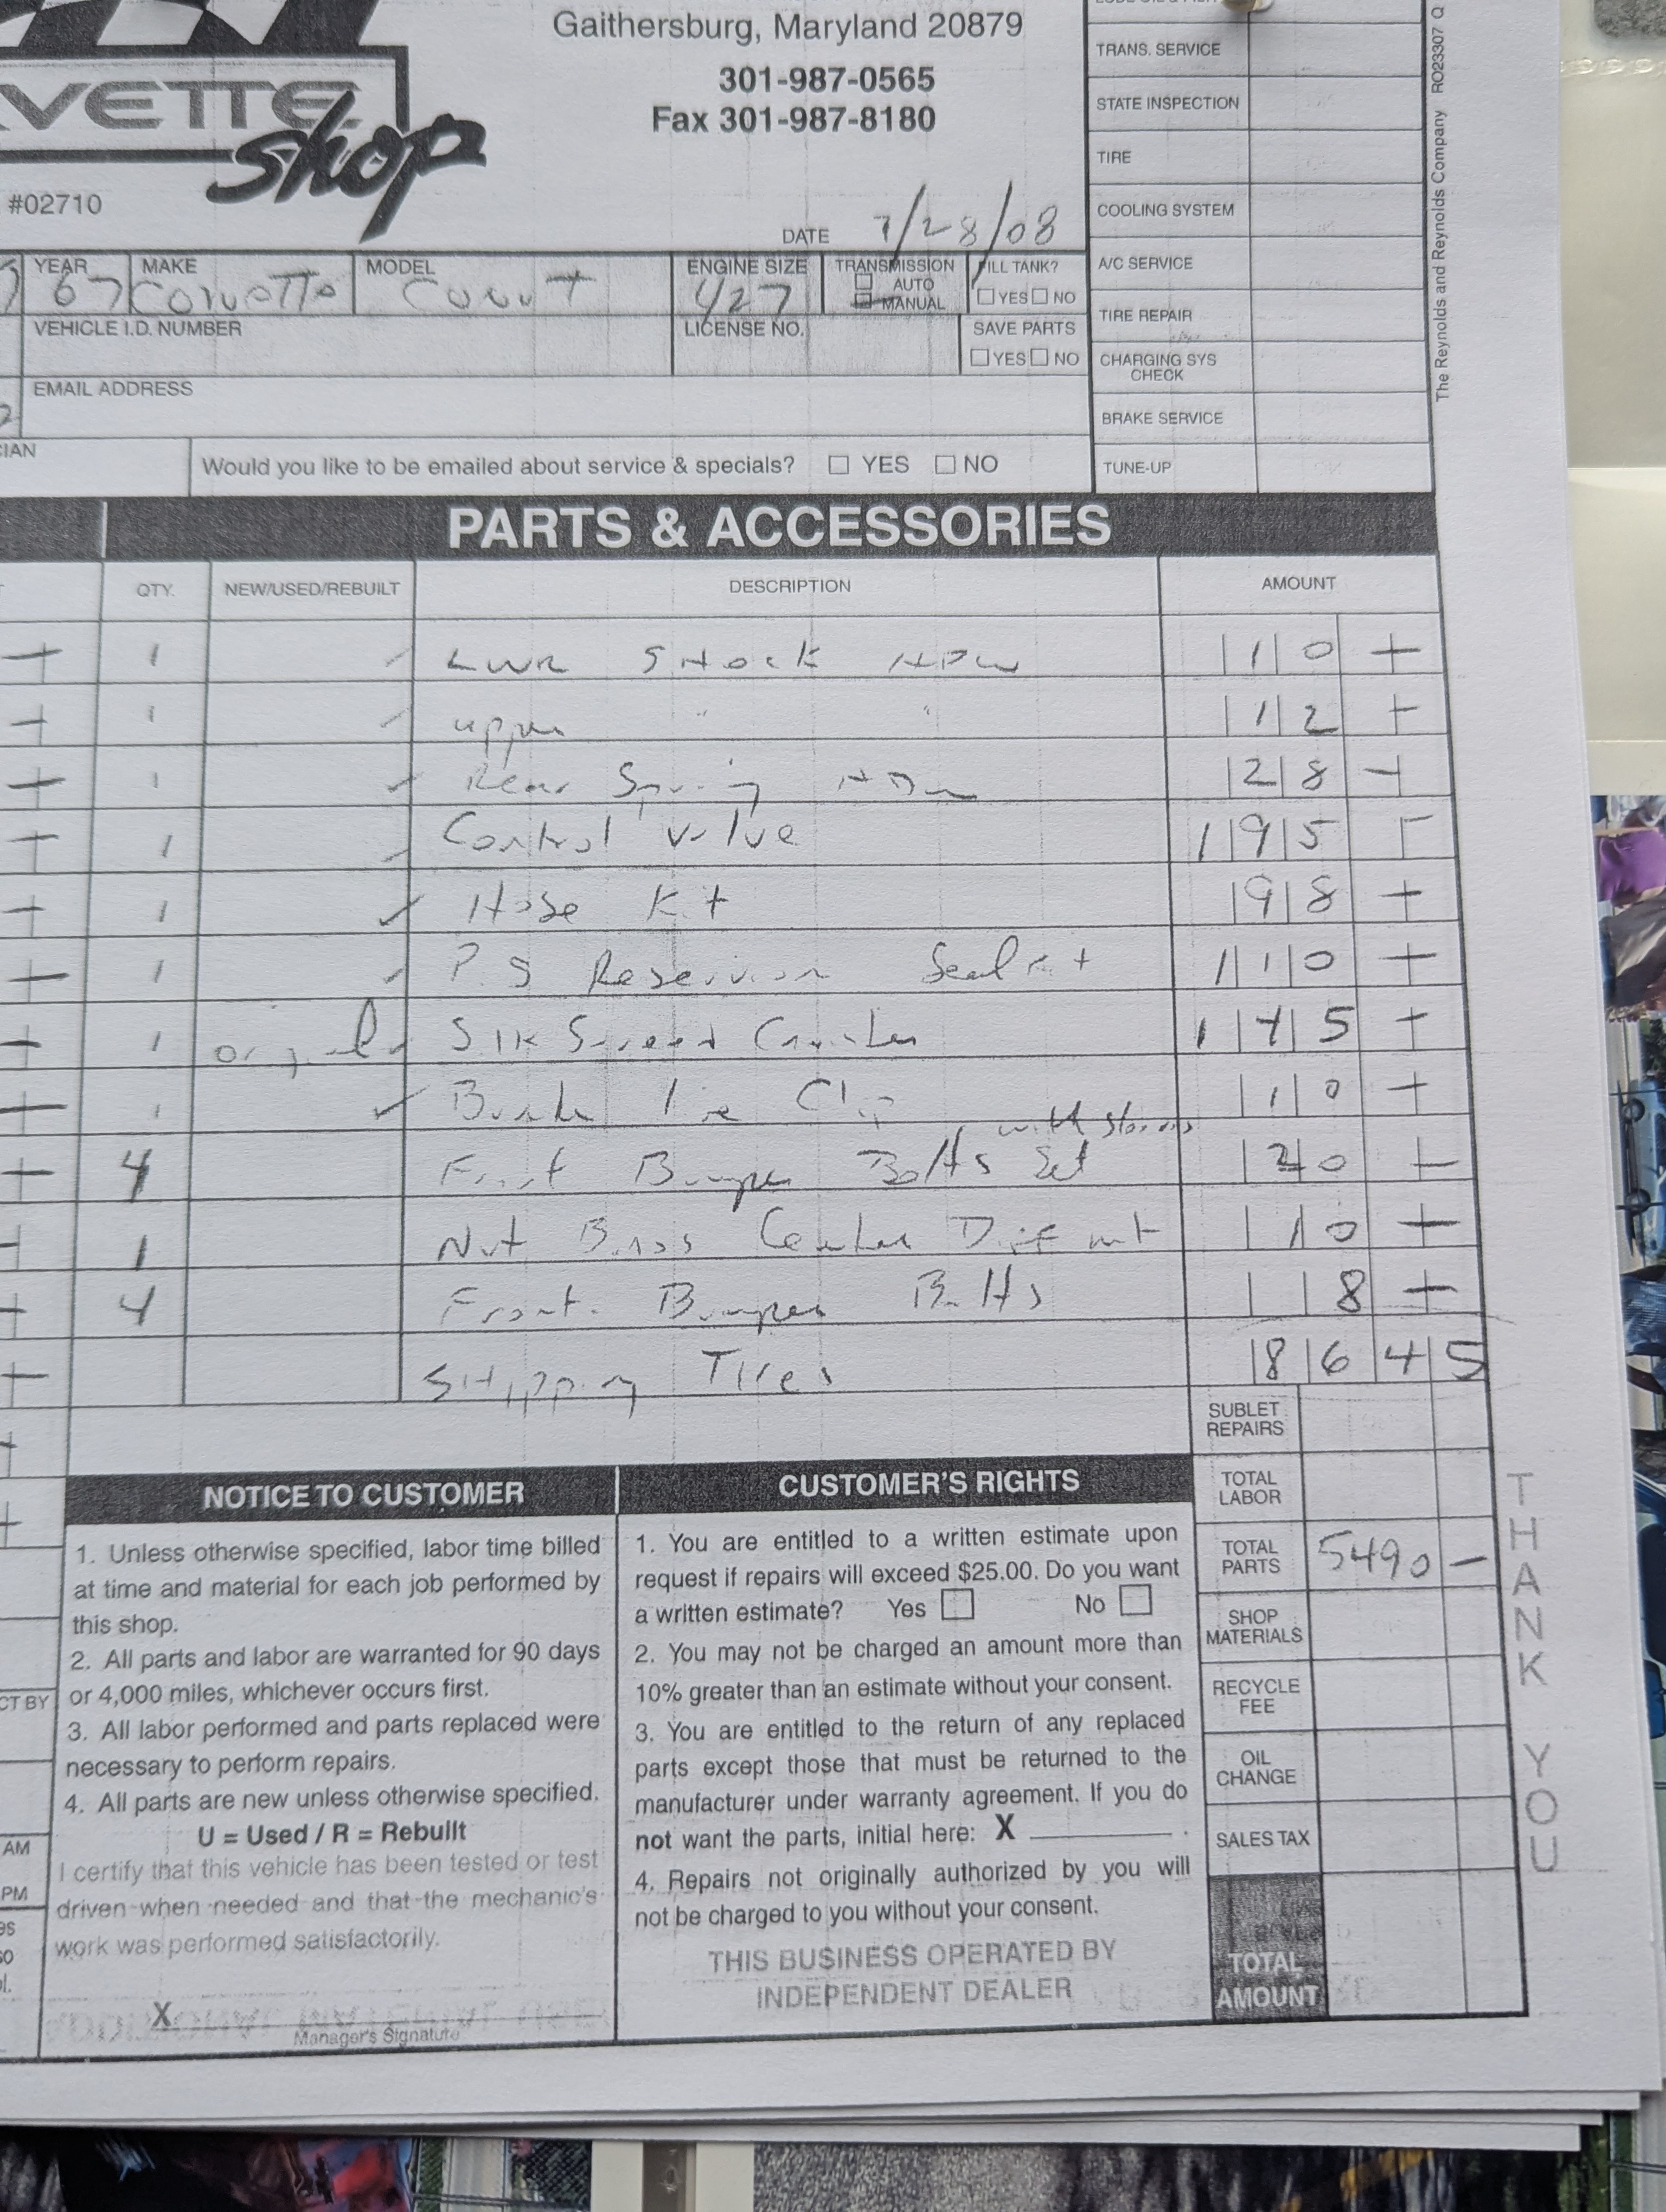 Gaithersburg, Maryland 20879
301-987-0565
Fax 301-987-8180
VETTE
shop
#02710
DATE 7/28/08
YEAR MAKE MODEL ENGINE SIZE TRANSMISSION FILL TANK?
67 Corvette Convt 427 AUTO
MANUAL YES NO
VEHICLE I.D. NUMBER LICENSE NO. SAVE PARTS
YES NO
EMAIL ADDRESS
IAN
Would you like to be emailed about service & specials? YES NO
TRANS. SERVICE
STATE INSPECTION
TIRE
COOLING SYSTEM
A/C SERVICE
TIRE REPAIR
CHARGING SYS
CHECK
BRAKE SERVICE
TUNE-UP
The Reynolds and Reynolds Company RO23307 Q
PARTS & ACCESSORIES
QTY. NEW/USED/REBUILT DESCRIPTION AMOUNT
1 LWR Shock HDW 10
1 upper " " 12
1 Rear Spring HDW 28
1 Control Valve 195
1 Hose Kit 98
1 P.S Reservoir Seal Kit 110
1 original 145
1 Clip 10
4 Front Bumper Bolts Set with 20
1 Nut Center 10
4 Front Bumper Bolts 8
Shipping Tires 86 45
SUBLET
REPAIRS
TOTAL
LABOR
TOTAL
PARTS 5490 —
SHOP
MATERIALS
RECYCLE
FEE
OIL
CHANGE
SALES TAX
TOTAL
AMOUNT
THANK YOU
NOTICE TO CUSTOMER
1. Unless otherwise specified, labor time billed
at time and material for each job performed by
this shop.
2. All parts and labor are warranted for 90 days
or 4,000 miles, whichever occurs first.
3. All labor performed and parts replaced were
necessary to perform repairs.
4. All parts are new unless otherwise specified.
U = Used / R = Rebuilt
I certify that this vehicle has been tested or test
driven when needed and that the mechanic's
work was performed satisfactorily.
X
Manager's Signature
CUSTOMER'S RIGHTS
1. You are entitled to a written estimate upon
request if repairs will exceed $25.00. Do you want
a written estimate? Yes No
2. You may not be charged an amount more than
10% greater than an estimate without your consent.
3. You are entitled to the return of any replaced
parts except those that must be returned to the
manufacturer under warranty agreement. If you do
not want the parts, initial here: X
4. Repairs not originally authorized by you will
not be charged to you without your consent.
THIS BUSINESS OPERATED BY
INDEPENDENT DEALER
CT BY
AM
PM